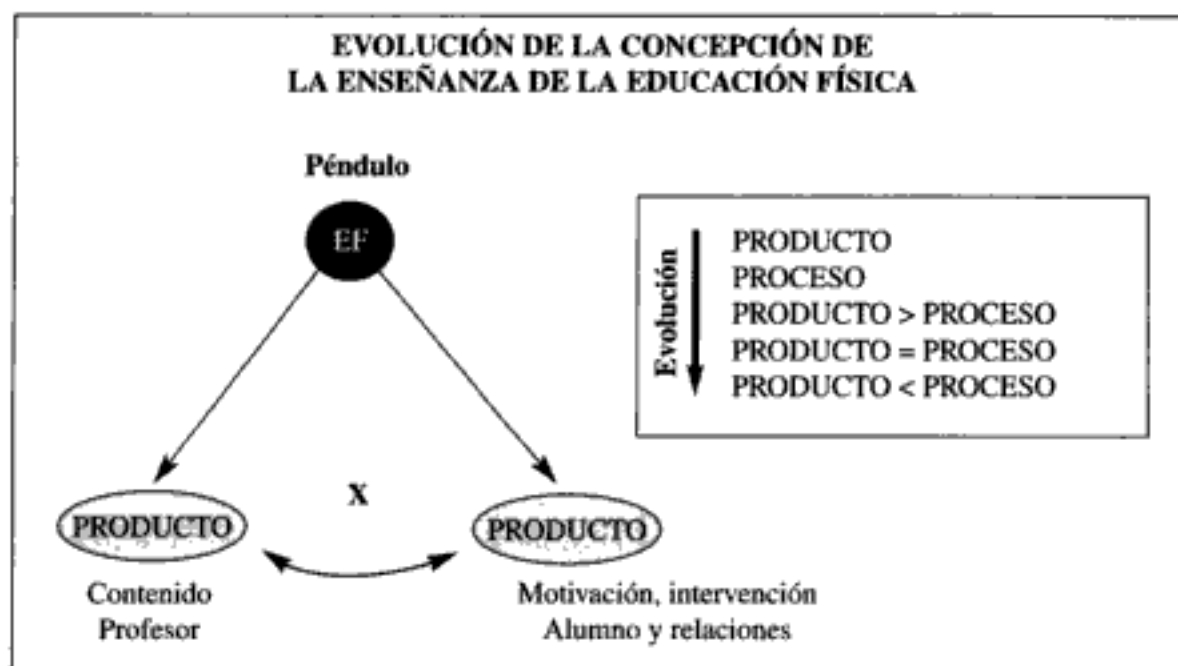 EVOLUCIÓN DE LA CONCEPCIÓN DE
LA ENSEÑANZA DE LA EDUCACIÓN FÍSICA
Péndulo
EF
Evolución
PRODUCTO
PROCESO
PRODUCTO > PROCESO
PRODUCTO = PROCESO
PRODUCTO < PROCESO
X
PRODUCTO
PRODUCTO
Contenido
Profesor
Motivación, intervención
Alumno y relaciones